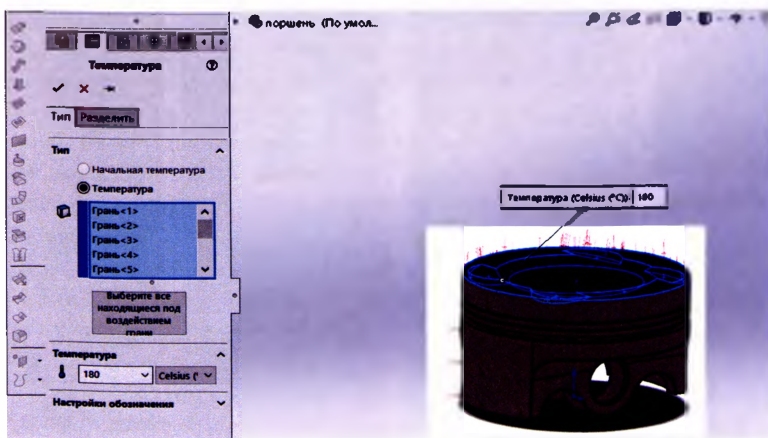 поршень (По умол...
Температура
Тип
Разделить
Тип
Начальная температура
Температура
Грань<1>
Грань<2>
Грань<3>
Грань<4>
Грань<5>
Выберите все
находящиеся под
воздействием
грани
Температура
180
Celsius (°
Настройки обозначения
Температура (Celsius (°C)): 180